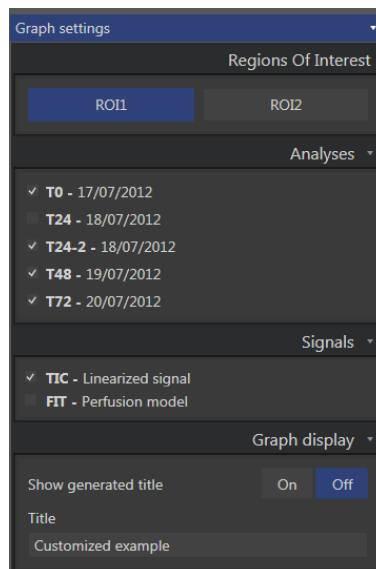 Graph settings
Regions Of Interest
ROI1 ROI2
Analyses
T0 - 17/07/2012
T24 - 18/07/2012
T24-2 - 18/07/2012
T48 - 19/07/2012
T72 - 20/07/2012
Signals
TIC - Linearized signal
FIT - Perfusion model
Graph display
Show generated title On Off
Title
Customized example